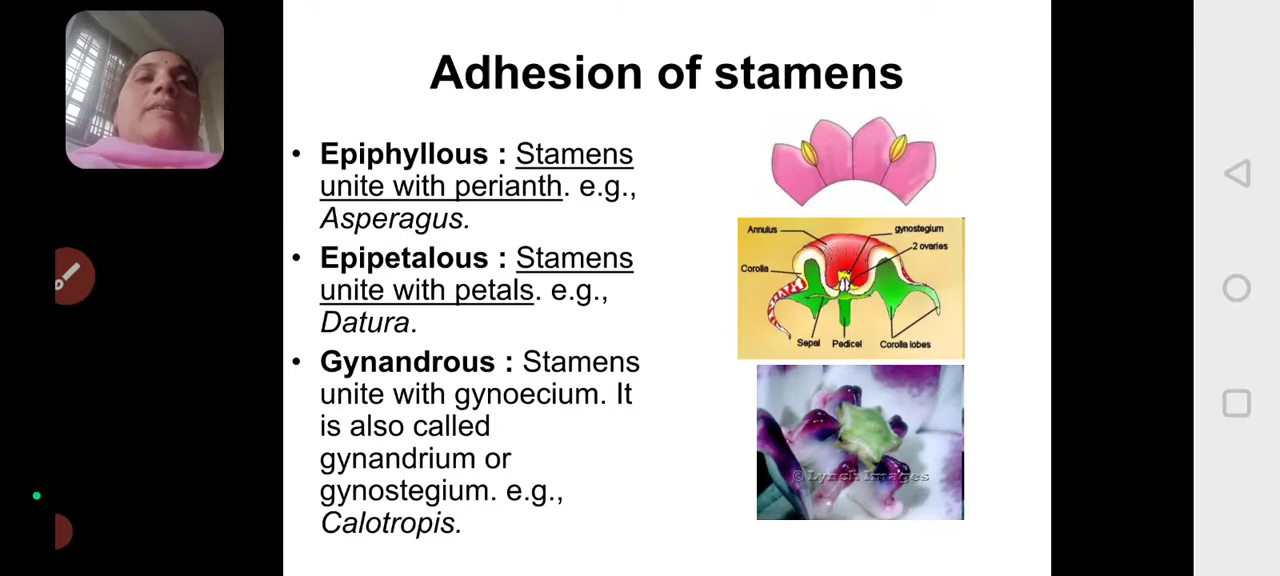 Adhesion of stamens
• Epiphyllous : Stamens
unite with perianth. e.g.,
Asperagus.
• Epipetalous : Stamens
unite with petals. e.g.,
Datura.
• Gynandrous : Stamens
unite with gynoecium. It
is also called
gynandrium or
gynostegium. e.g.,
Calotropis.
Annulus
gynostegium
2 ovaries
Corolla
Sepal
Pedicel
Corolla lobes
©Lynch Images